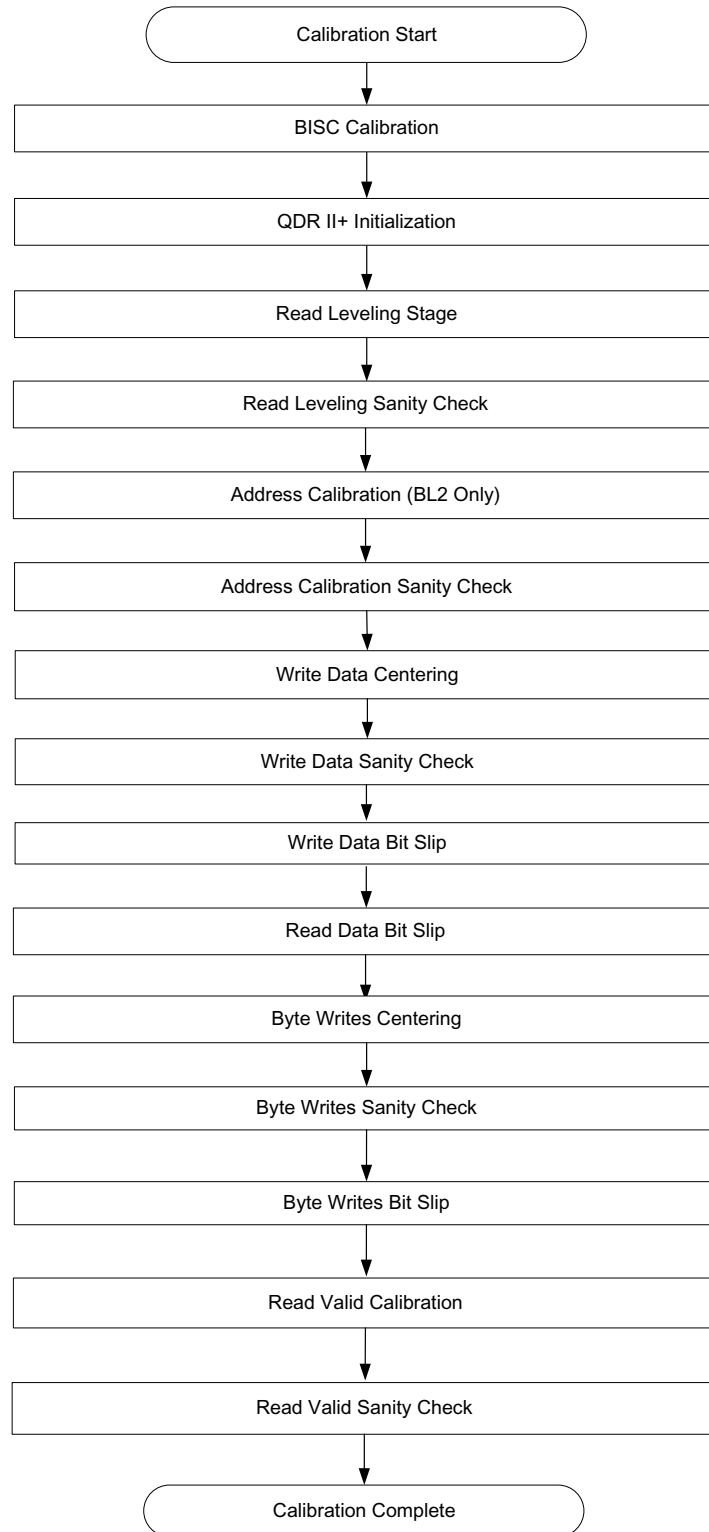 Calibration Start
BISC Calibration
QDR II+ Initialization
Read Leveling Stage
Read Leveling Sanity Check
Address Calibration (BL2 Only)
Address Calibration Sanity Check
Write Data Centering
Write Data Sanity Check
Write Data Bit Slip
Read Data Bit Slip
Byte Writes Centering
Byte Writes Sanity Check
Byte Writes Bit Slip
Read Valid Calibration
Read Valid Sanity Check
Calibration Complete